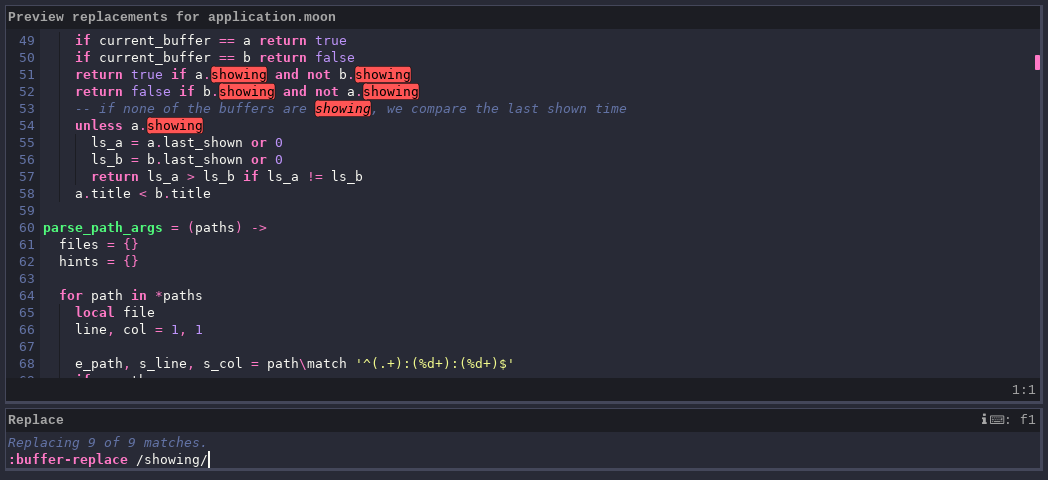 Preview replacements for application.moon
49     if current_buffer == a return true
50     if current_buffer == b return false
51     return true if a.showing and not b.showing
52     return false if b.showing and not a.showing
53     -- if none of the buffers are showing, we compare the last shown time
54     unless a.showing
55       ls_a = a.last_shown or 0
56       ls_b = b.last_shown or 0
57       return ls_a > ls_b if ls_a != ls_b
58     a.title < b.title
59
60 parse_path_args = (paths) ->
61   files = {}
62   hints = {}
63
64   for path in *paths
65     local file
66     line, col = 1, 1
67
68     e_path, s_line, s_col = path\match '^(.+):(%d+):(%d+)$'
1:1
Replace ℹ⌨: f1
Replacing 9 of 9 matches.
:buffer-replace /showing/